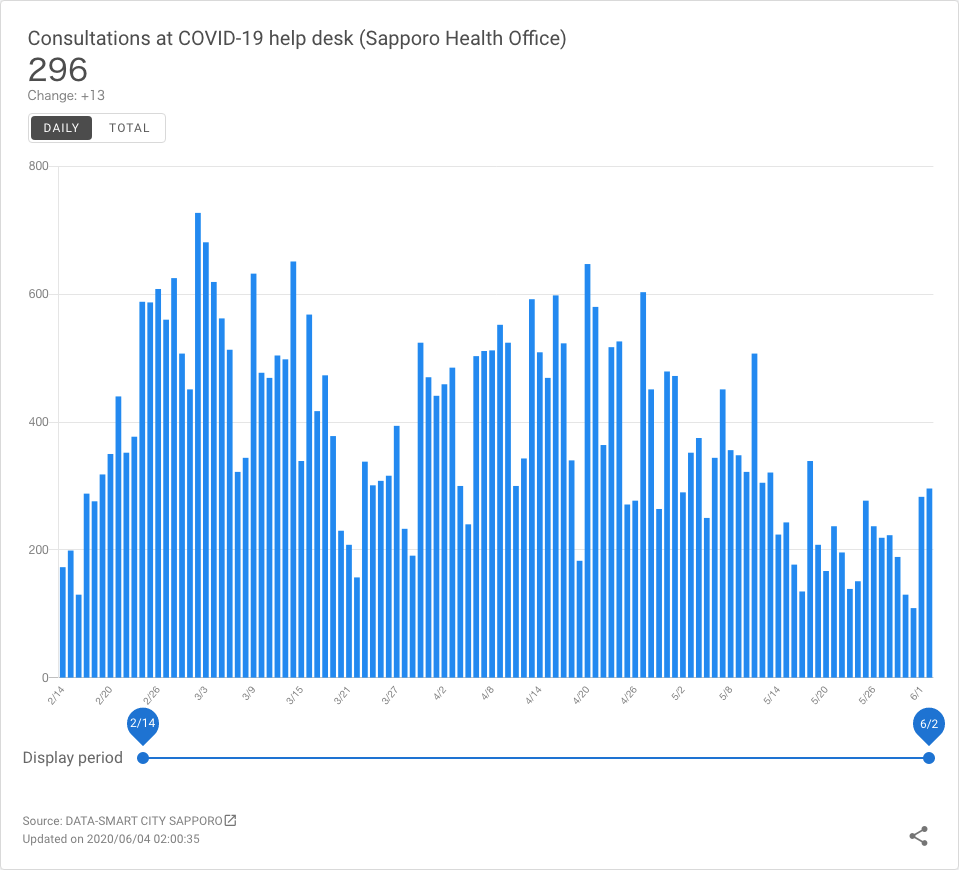 Consultations at COVID-19 help desk (Sapporo Health Office)
296
Change: +13
DAILY TOTAL
800
600
400
200
0
2/14 2/20 2/26 3/3 3/9 3/15 3/21 3/27 4/2 4/8 4/14 4/20 4/26 5/2 5/8 5/14 5/20 5/26 6/1
2/14 6/2
Display period
Source: DATA-SMART CITY SAPPORO
Updated on 2020/06/04 02:00:35